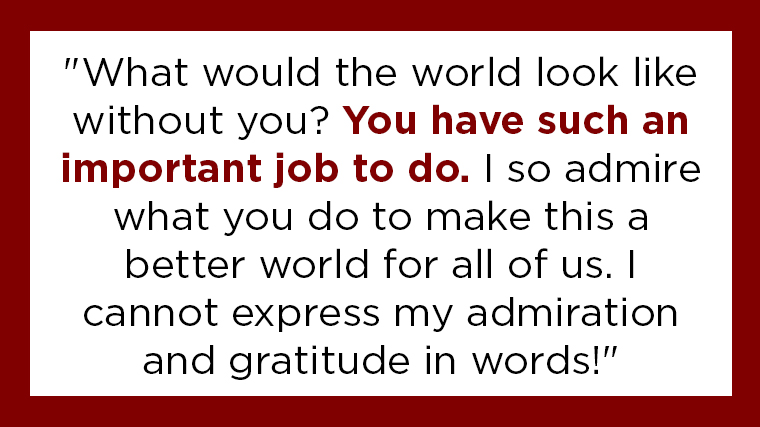 "What would the world look like
without you? You have such an
important job to do. I so admire
what you do to make this a
better world for all of us. I
cannot express my admiration
and gratitude in words!"